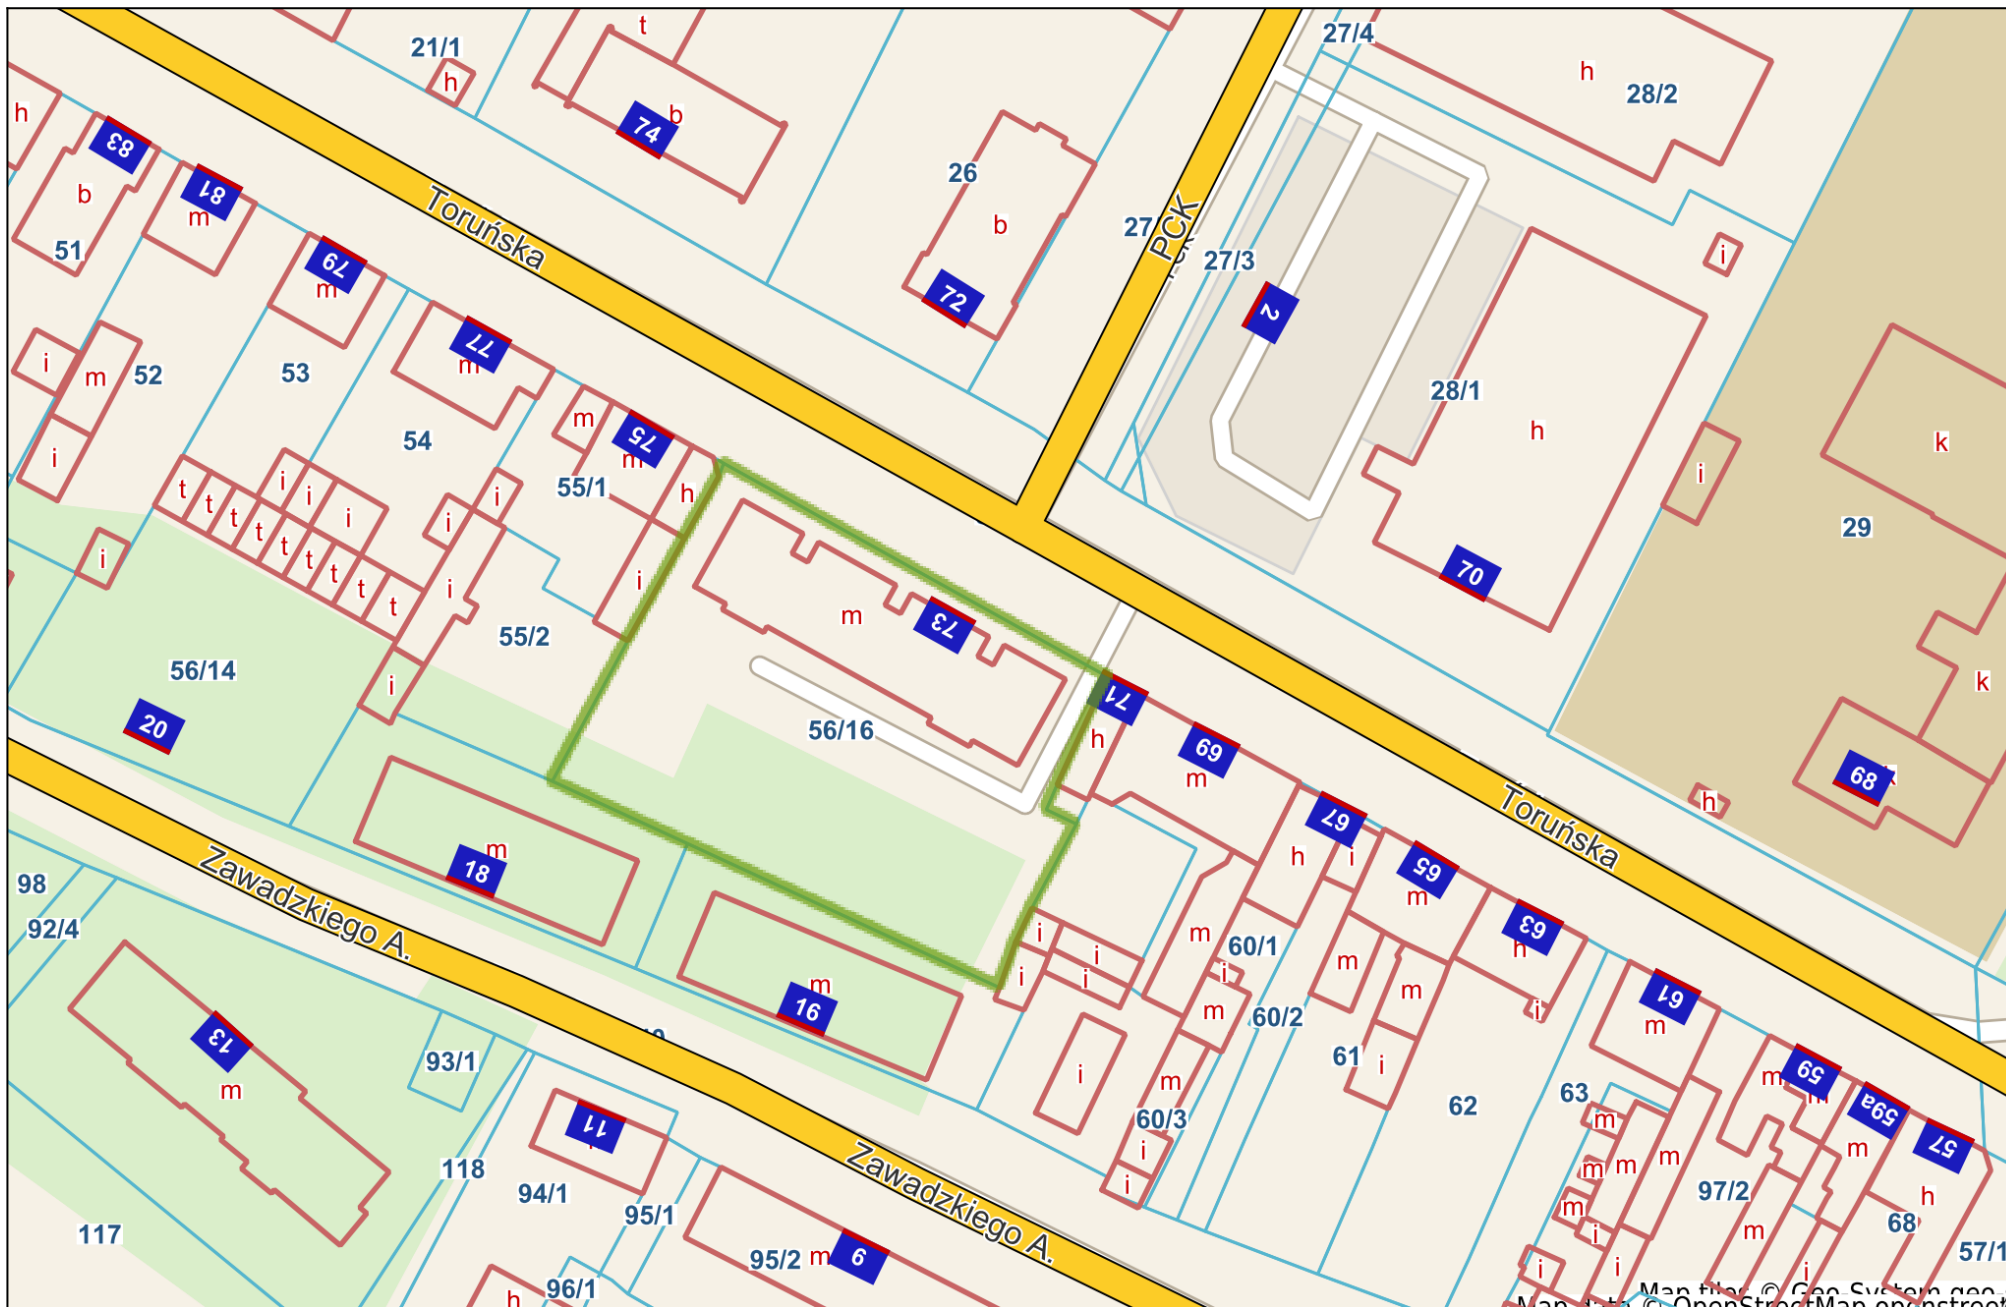 t
27/4
21/1
h
h
28/2
h
b
74
83
81
26
b
m
b
72
51
79
m
Toruńska
27/3
PCK
i
2
77
m
i
m
52
53
28/1
k
h
54
m
75
m
i
i
55/1
h
29
i
i
i
t
t
t
t
t
t
t
t
t
i
i
i
i
i
i
70
m
73
55/2
56/14
k
71
20
56/16
h
69
m
68
h
67
Toruńska
18
m
h
i
65
m
63
h
Zawadzkiego A.
98
92/4
i
i
i
i
m
60/1
i
m
m
i
16
m
m
60/2
61
m
13
m
93/1
i
m
61
i
60/3
62
63
59
m
59a
57
11
118
94/1
95/1
i
i
m
m
m
m
m
m
i
97/2
m
h
68
57/1
117
Zawadzkiego A.
95/2
m
9
96/1
h
i
i
i